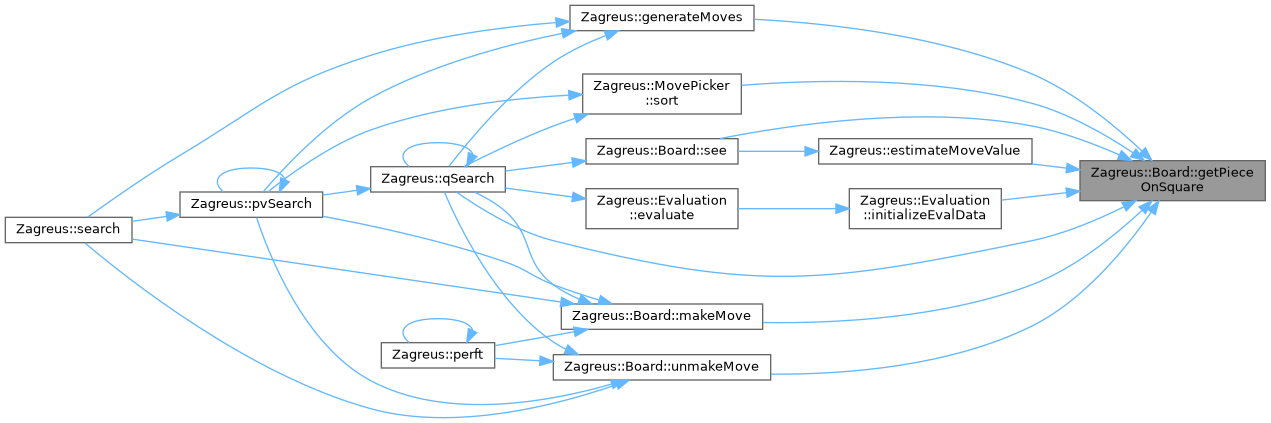 Zagreus::generateMoves
Zagreus::MovePicker
::sort
Zagreus::Board::see
Zagreus::estimateMoveValue
Zagreus::Board::getPiece
OnSquare
Zagreus::qSearch
Zagreus::pvSearch
Zagreus::Evaluation
::evaluate
Zagreus::Evaluation
::initializeEvalData
Zagreus::search
Zagreus::Board::makeMove
Zagreus::perft
Zagreus::Board::unmakeMove